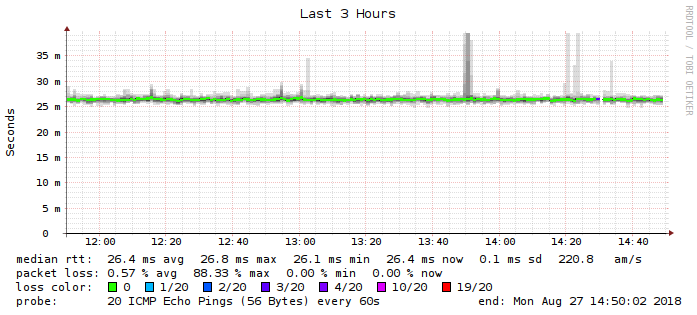 Last 3 Hours
RRDTOOL / TOBI OETIKER
Seconds
35 m
30 m
25 m
20 m
15 m
10 m
5 m
0
12:00 12:20 12:40 13:00 13:20 13:40 14:00 14:20 14:40
median rtt: 26.4 ms avg 26.8 ms max 26.1 ms min 26.4 ms now 0.1 ms sd 220.8 am/s
packet loss: 0.57 % avg 88.33 % max 0.00 % min 0.00 % now
loss color: 0 1/20 2/20 3/20 4/20 10/20 19/20
probe: 20 ICMP Echo Pings (56 Bytes) every 60s end: Mon Aug 27 14:50:02 2018